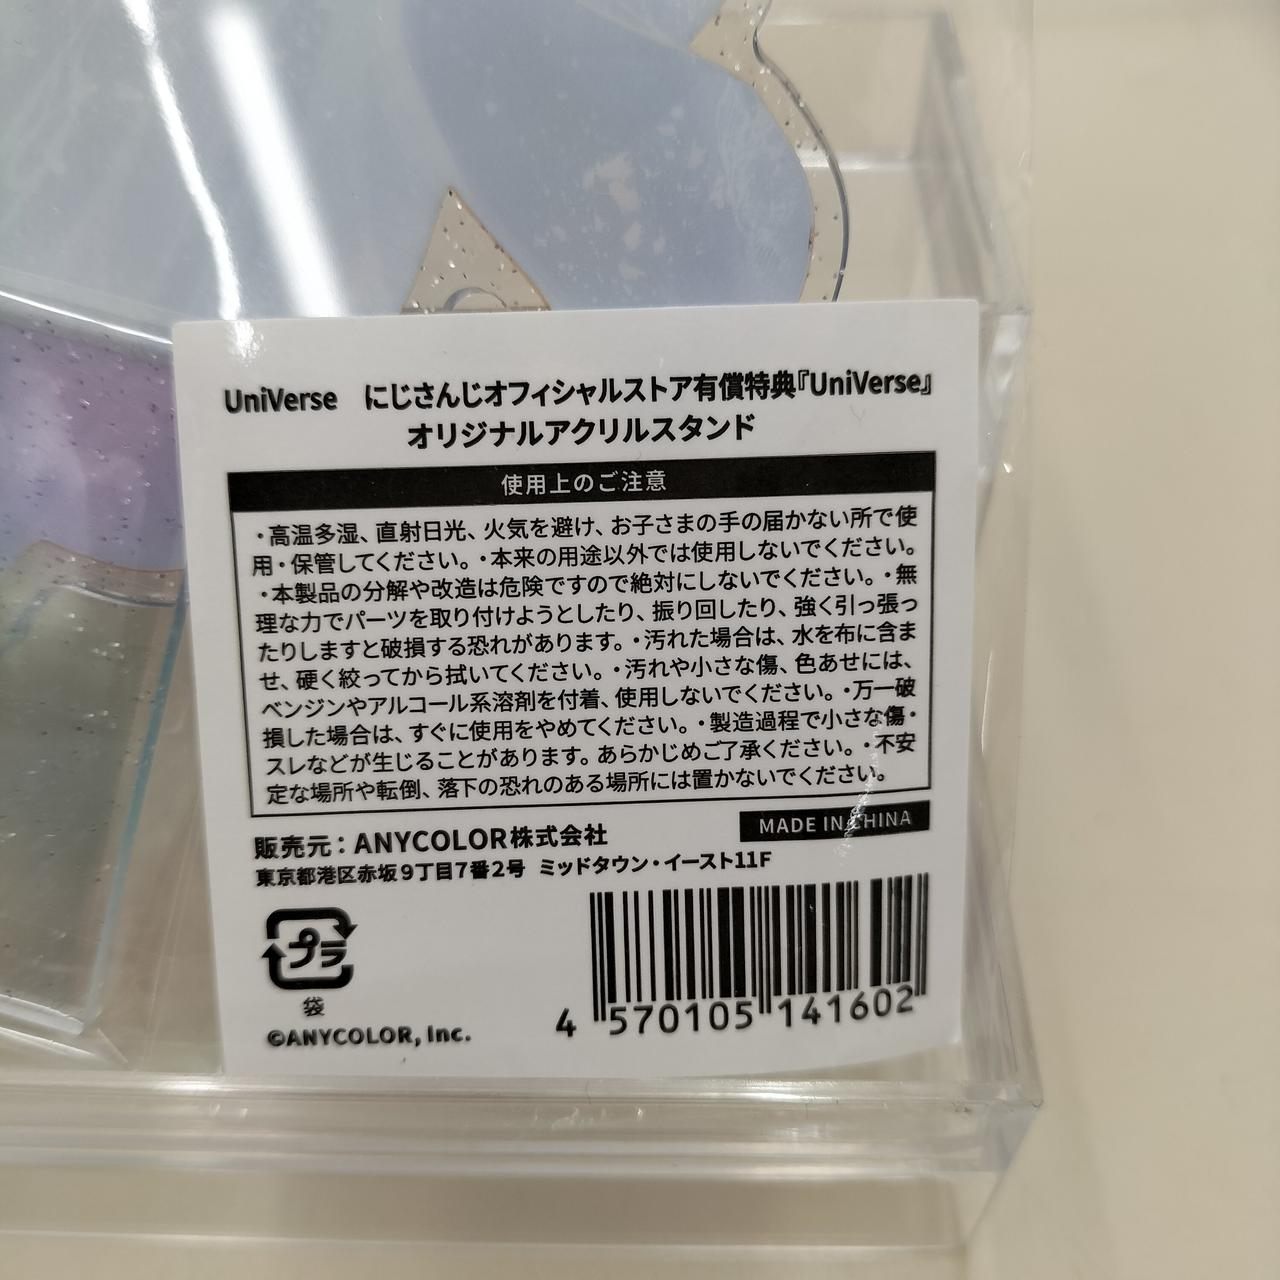 UniVerse にじさんじオフィシャルストア有償特典『UniVerse』
オリジナルアクリルスタンド
使用上のご注意
・高温多湿、直射日光、火気を避け、お子さまの手の届かない所で使
用・保管してください。・本来の用途以外では使用しないでください。
・本製品の分解や改造は危険ですので絶対にしないでください。・無
理な力でパーツを取り付けようとしたり、振り回したり、強く引っ張っ
たりしますと破損する恐れがあります。・汚れた場合は、水を布に含ま
せ、硬く絞ってから拭いてください。・汚れや小さな傷、色あせには、
ベンジンやアルコール系溶剤を付着、使用しないでください。・万一破
損した場合は、すぐに使用をやめてください。・製造過程で小さな傷・
スレなどが生じることがあります。あらかじめご了承ください。・不安
定な場所や転倒、落下の恐れのある場所には置かないでください。
販売元：ANYCOLOR株式会社
MADE IN CHINA
東京都港区赤坂9丁目7番2号 ミッドタウン・イースト11F
プラ
袋
©ANYCOLOR, Inc.
4 570105 141602